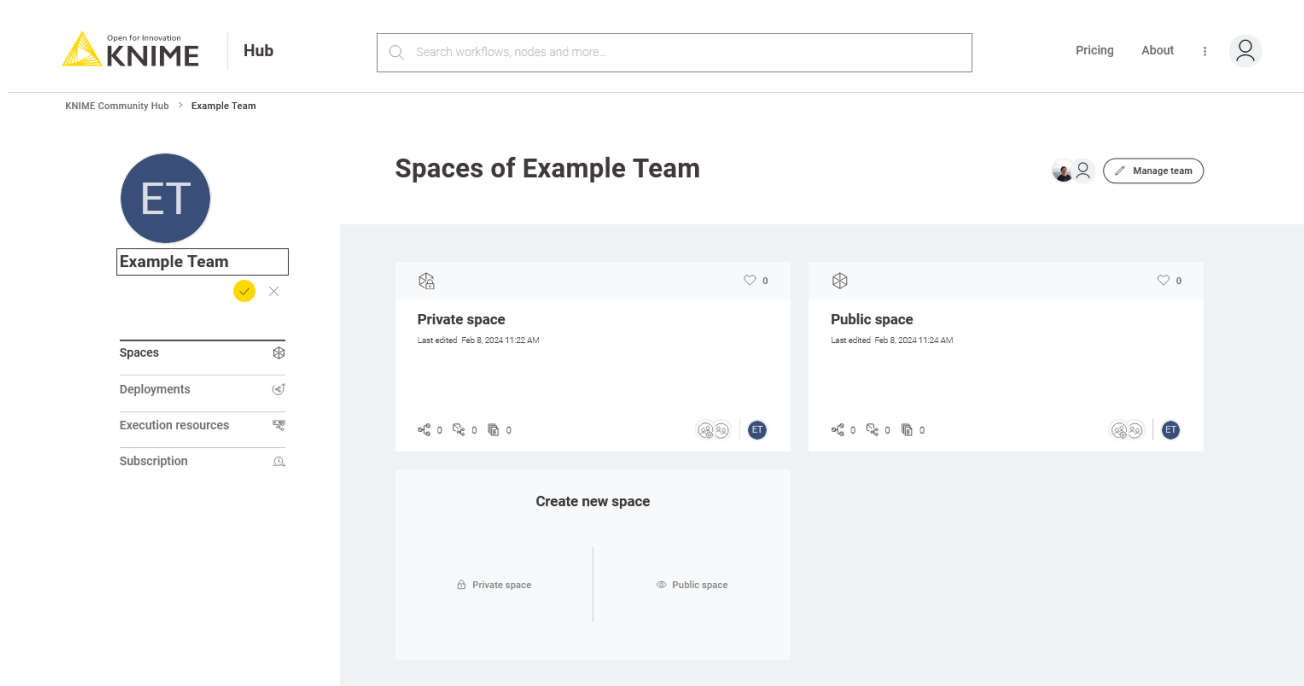 Open for Innovation
KNIME
Hub
Search workflows, nodes and more...
Pricing
About
KNIME Community Hub > Example Team
ET
Example Team
Spaces
Deployments
Execution resources
Subscription
Spaces of Example Team
Manage team
0
Private space
Last edited Feb 8, 2024 11:22 AM
0 0 0
ET
0
Public space
Last edited Feb 8, 2024 11:24 AM
0 0 0
ET
Create new space
Private space
Public space